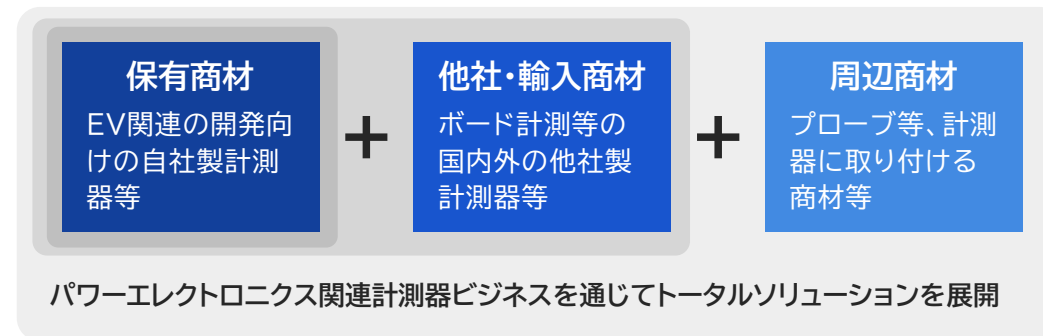 保有商材
EV関連の開発向
けの自社製計測
器等
+
他社・輸入商材
ボード計測等の
国内外の他社製
計測器等
+
周辺商材
プローブ等、計測
器に取り付ける
商材等
パワーエレクトロニクス関連計測器ビジネスを通じてトータルソリューションを展開